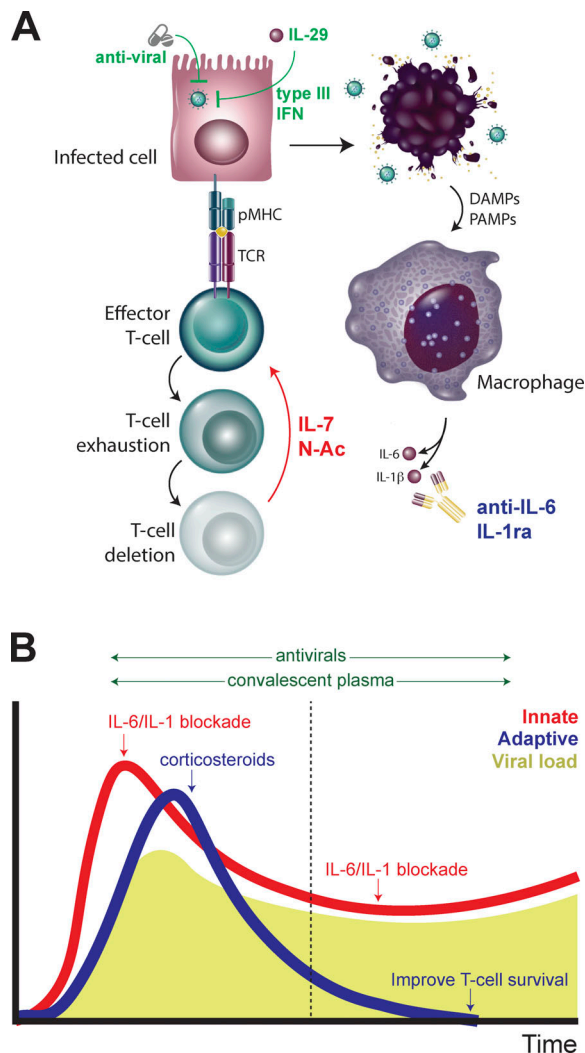 A
anti-viral
IL-29
type III
IFN
Infected cell
pMHC
TCR
DAMPs
PAMPs
Effector
T-cell
Macrophage
T-cell
exhaustion
IL-7
N-Ac
IL-6
IL-1β
anti-IL-6
IL-1ra
T-cell
deletion
B
antivirals
convalescent plasma
IL-6/IL-1 blockade
Innate
Adaptive
Viral load
corticosteroids
IL-6/IL-1 blockade
Improve T-cell survival
Time